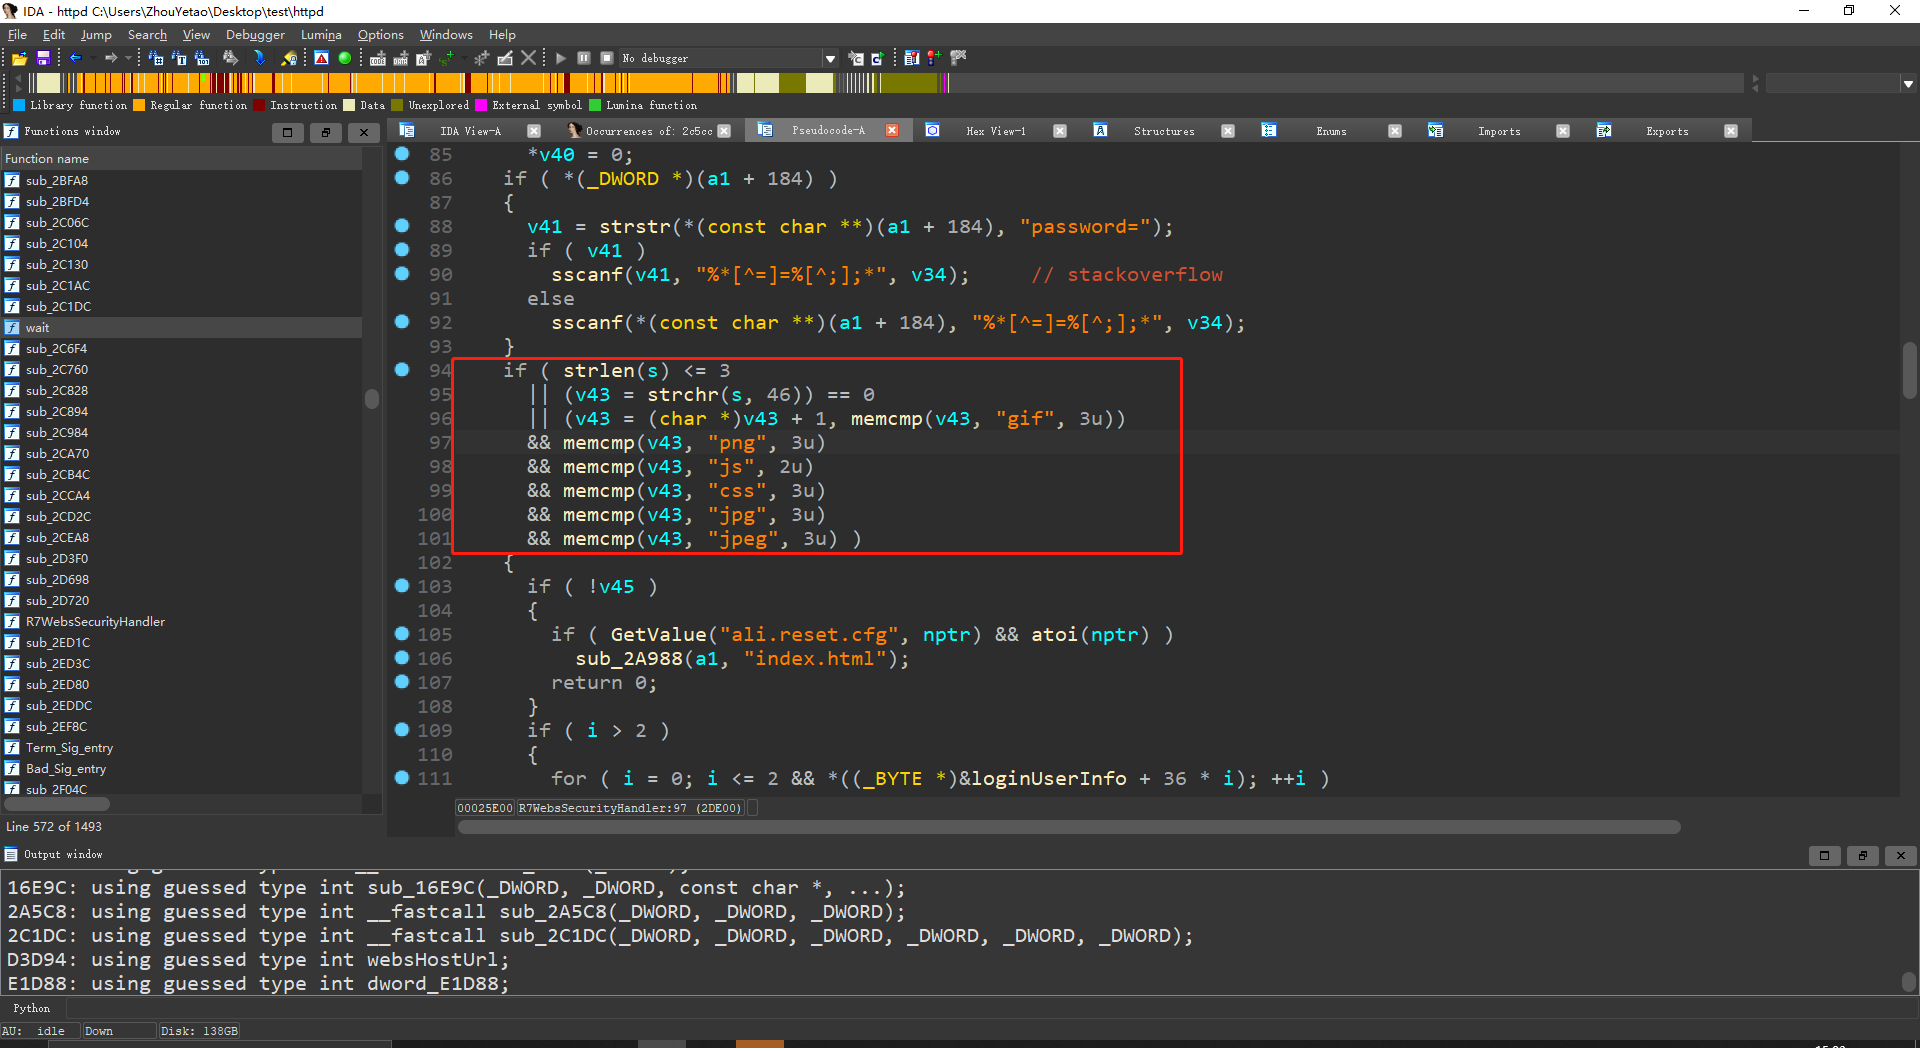 IDA - httpd C:\Users\ZhouYetao\Desktop\test\httpd
File Edit Jump Search View Debugger Lumina Options Windows Help
No debugger
Library function Regular function Instruction Data Unexplored External symbol Lumina function
Functions window
IDA View-A Occurrences of: 2c5cc Pseudocode-A Hex View-1 Structures Enums Imports Exports
Function name
sub_2BFA8
sub_2BFD4
sub_2C06C
sub_2C104
sub_2C130
sub_2C1AC
sub_2C1DC
wait
sub_2C6F4
sub_2C760
sub_2C828
sub_2C894
sub_2C984
sub_2CA70
sub_2CB4C
sub_2CCA4
sub_2CD2C
sub_2CEA8
sub_2D3F0
sub_2D698
sub_2D720
R7WebsSecurityHandler
sub_2ED1C
sub_2ED3C
sub_2ED80
sub_2EDDC
sub_2EF8C
Term_Sig_entry
Bad_Sig_entry
sub_2F04C
Line 572 of 1493
85 *v40 = 0;
86 if ( *(_DWORD *)(a1 + 184) )
87 {
88 v41 = strstr(*(const char **)(a1 + 184), "password=");
89 if ( v41 )
90 sscanf(v41, "%*[^=]=%[^;];*", v34); // stackoverflow
91 else
92 sscanf(*(const char **)(a1 + 184), "%*[^=]=%[^;];*", v34);
93 }
94 if ( strlen(s) <= 3
95 || (v43 = strchr(s, 46)) == 0
96 || (v43 = (char *)v43 + 1, memcmp(v43, "gif", 3u))
97 && memcmp(v43, "png", 3u)
98 && memcmp(v43, "js", 2u)
99 && memcmp(v43, "css", 3u)
100 && memcmp(v43, "jpg", 3u)
101 && memcmp(v43, "jpeg", 3u) )
102 {
103 if ( !v45 )
104 {
105 if ( GetValue("ali.reset.cfg", nptr) && atoi(nptr) )
106 sub_2A988(a1, "index.html");
107 return 0;
108 }
109 if ( i > 2 )
110 {
111 for ( i = 0; i <= 2 && *((_BYTE *)&loginUserInfo + 36 * i); ++i )
00025E00 R7WebsSecurityHandler:97 (2DE00)
Output window
16E9C: using guessed type int sub_16E9C(_DWORD, _DWORD, const char *, ...);
2A5C8: using guessed type int __fastcall sub_2A5C8(_DWORD, _DWORD, _DWORD);
2C1DC: using guessed type int __fastcall sub_2C1DC(_DWORD, _DWORD, _DWORD, _DWORD, _DWORD, _DWORD);
D3D94: using guessed type int websHostUrl;
E1D88: using guessed type int dword_E1D88;
Python
AU: idle Down Disk: 138GB